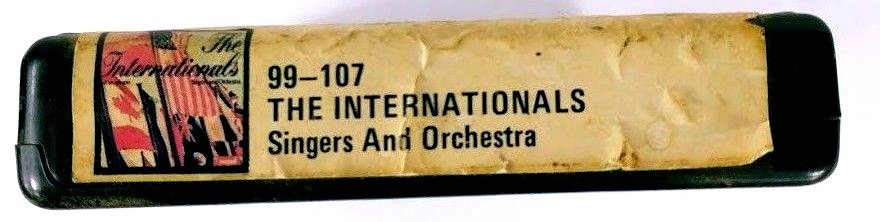 The
Internationals
99–107
THE INTERNATIONALS
Singers And Orchestra